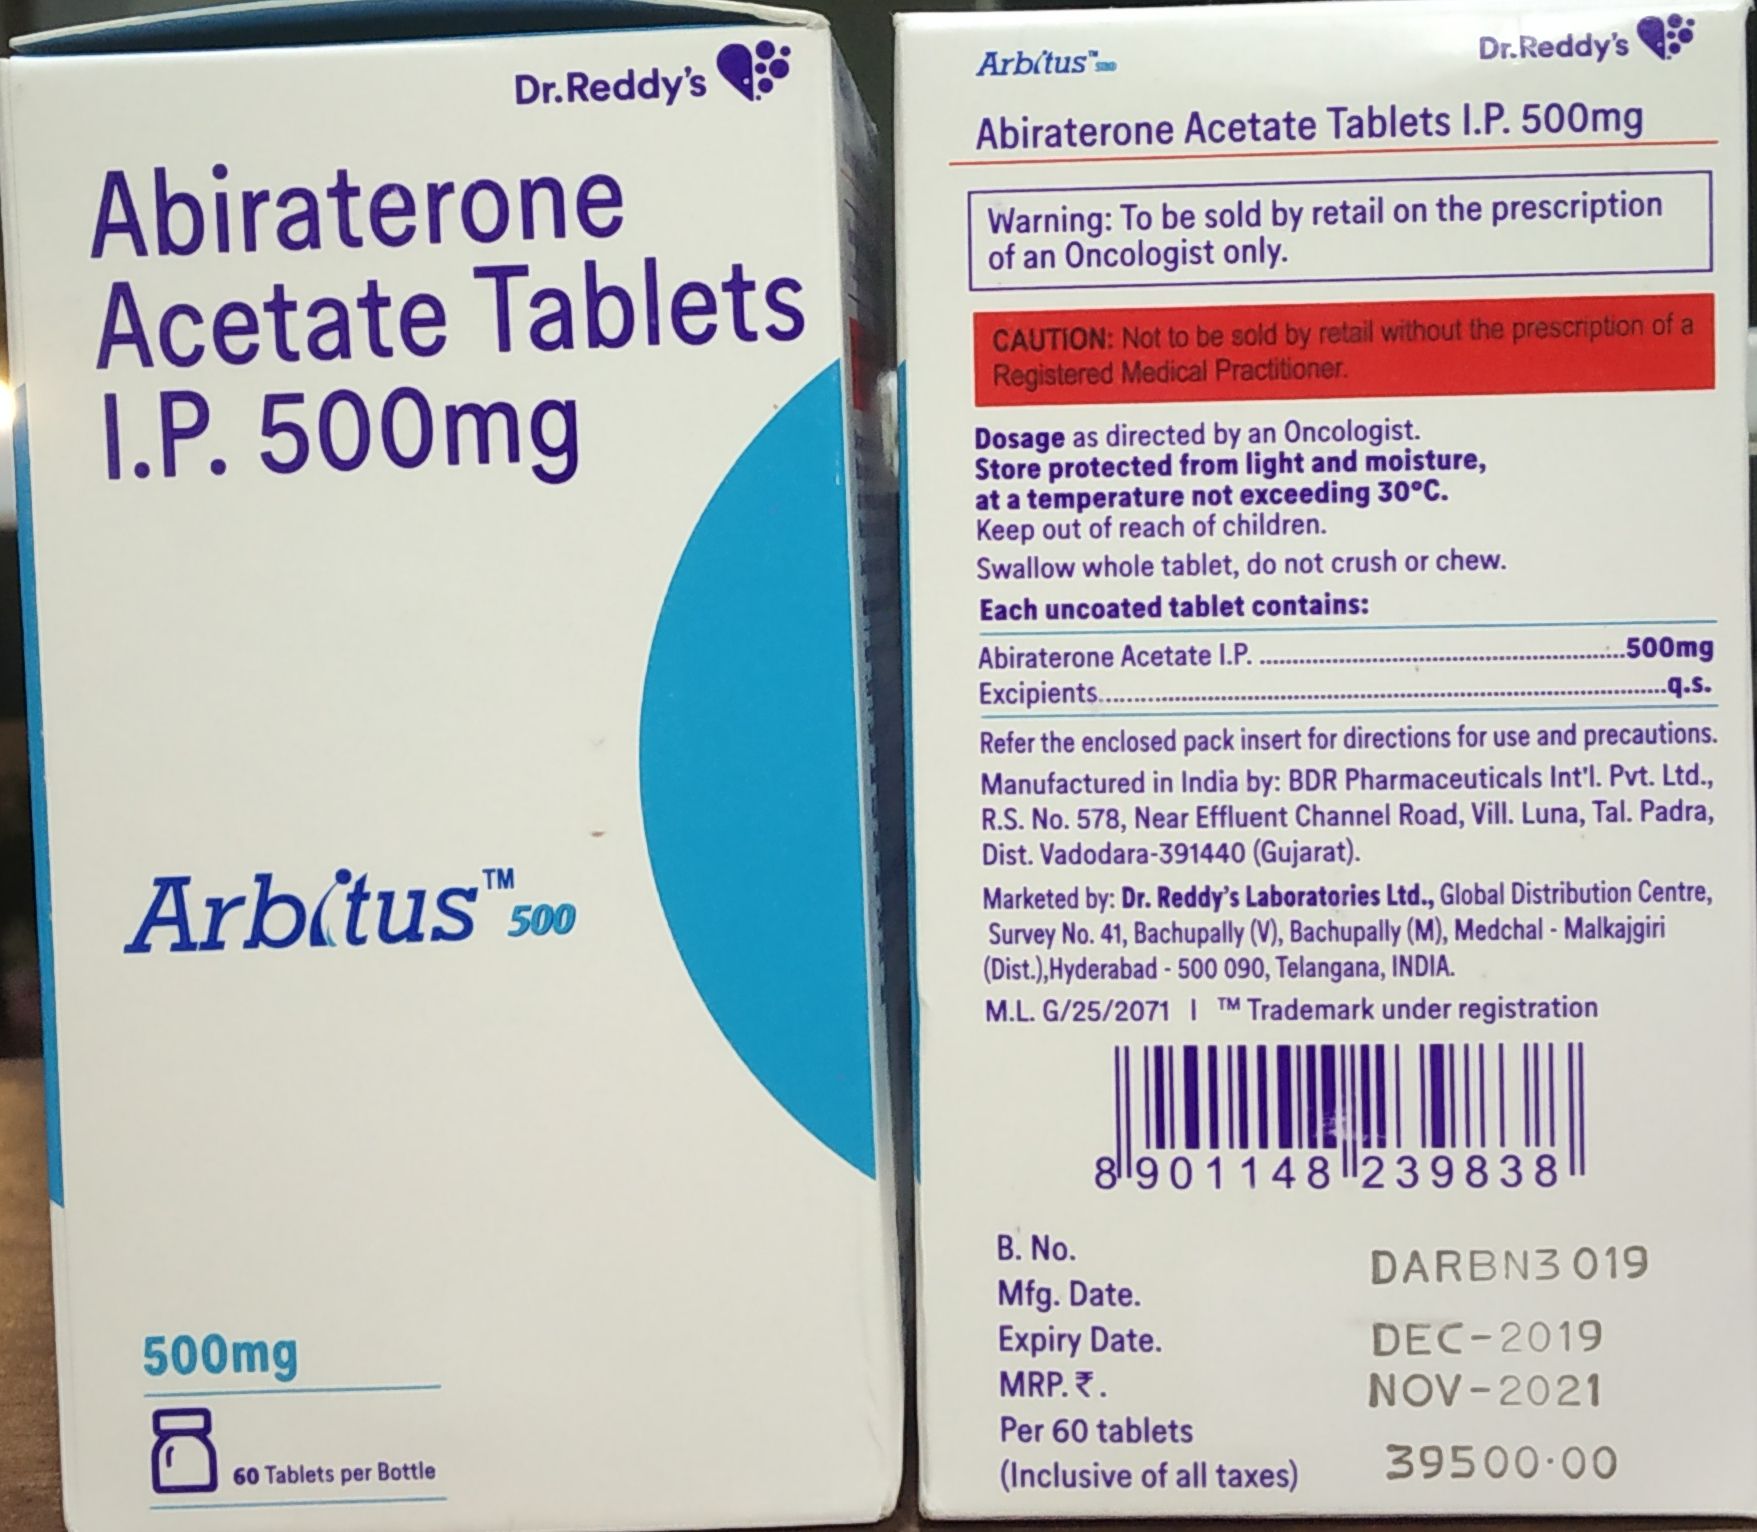 Dr.Reddy's
Abiraterone
Acetate Tablets
I.P. 500mg
Arbitus™ 500
500mg
60 Tablets per Bottle
Arbitus™ 500
Dr.Reddy's
Abiraterone Acetate Tablets I.P. 500mg
Warning: To be sold by retail on the prescription
of an Oncologist only.
CAUTION: Not to be sold by retail without the prescription of a
Registered Medical Practitioner.
Dosage as directed by an Oncologist.
Store protected from light and moisture,
at a temperature not exceeding 30°C.
Keep out of reach of children.
Swallow whole tablet, do not crush or chew.
Each uncoated tablet contains:
Abiraterone Acetate I.P. ................................500mg
Excipients................................q.s.
Refer the enclosed pack insert for directions for use and precautions.
Manufactured in India by: BDR Pharmaceuticals Int'l. Pvt. Ltd.,
R.S. No. 578, Near Effluent Channel Road, Vill. Luna, Tal. Padra,
Dist. Vadodara-391440 (Gujarat).
Marketed by: Dr. Reddy's Laboratories Ltd., Global Distribution Centre,
Survey No. 41, Bachupally (V), Bachupally (M), Medchal - Malkajgiri
(Dist.),Hyderabad - 500 090, Telangana, INDIA.
M.L. G/25/2071 | ™ Trademark under registration
8 901148 239838
B. No. DARBN3019
Mfg. Date. DEC-2019
Expiry Date. NOV-2021
MRP.₹. 39500.00
Per 60 tablets
(Inclusive of all taxes)